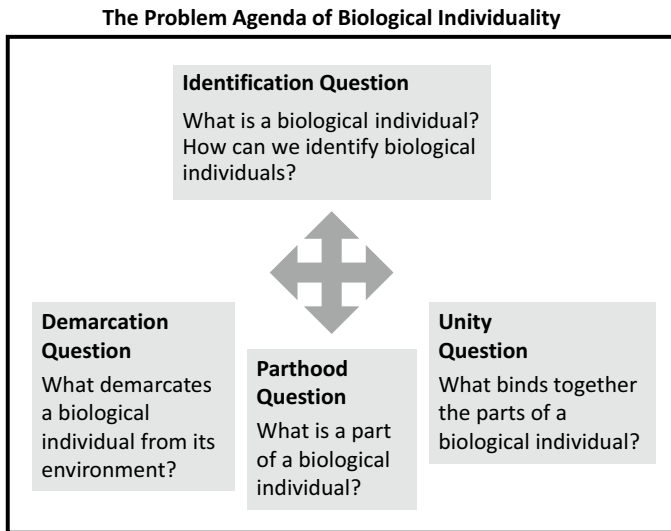 The Problem Agenda of Biological Individuality
Identification Question
What is a biological individual?
How can we identify biological
individuals?
Demarcation
Question
What demarcates
a biological
individual from its
environment?
Parthood
Question
What is a part
of a biological
individual?
Unity
Question
What binds together
the parts of a
biological individual?